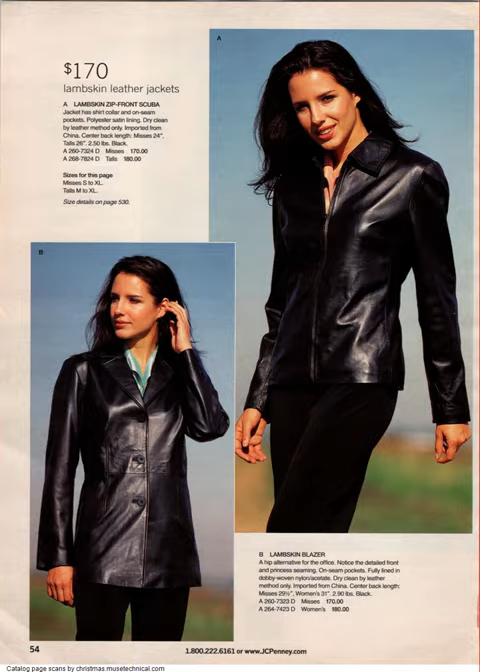 A
$170
lambskin leather jackets
A LAMBSKIN ZIP-FRONT SCUBA
Jacket has shirt collar and on-seam
pockets. Polyester satin lining. Dry clean
by leather method only. Imported from
China. Center back length: Misses 24",
Talls 26". 2.50 lbs. Black.
A 260-7324 D Misses 170.00
A 268-7824 D Talls 180.00
Sizes for this page
Misses S to XL.
Talls M to XL.
Size details on page 530.
B
B LAMBSKIN BLAZER
A hip alternative for the office. Notice the detailed front
and princess seaming. On-seam pockets. Fully lined in
dobby-woven nylon/acetate. Dry clean by leather
method only. Imported from China. Center back length:
Misses 29½", Women's 31". 2.90 lbs. Black.
A 260-7323 D Misses 170.00
A 264-7423 D Women's 180.00
54
1.800.222.6161 or www.JCPenney.com
Catalog page scans by christmas.musetechnical.com